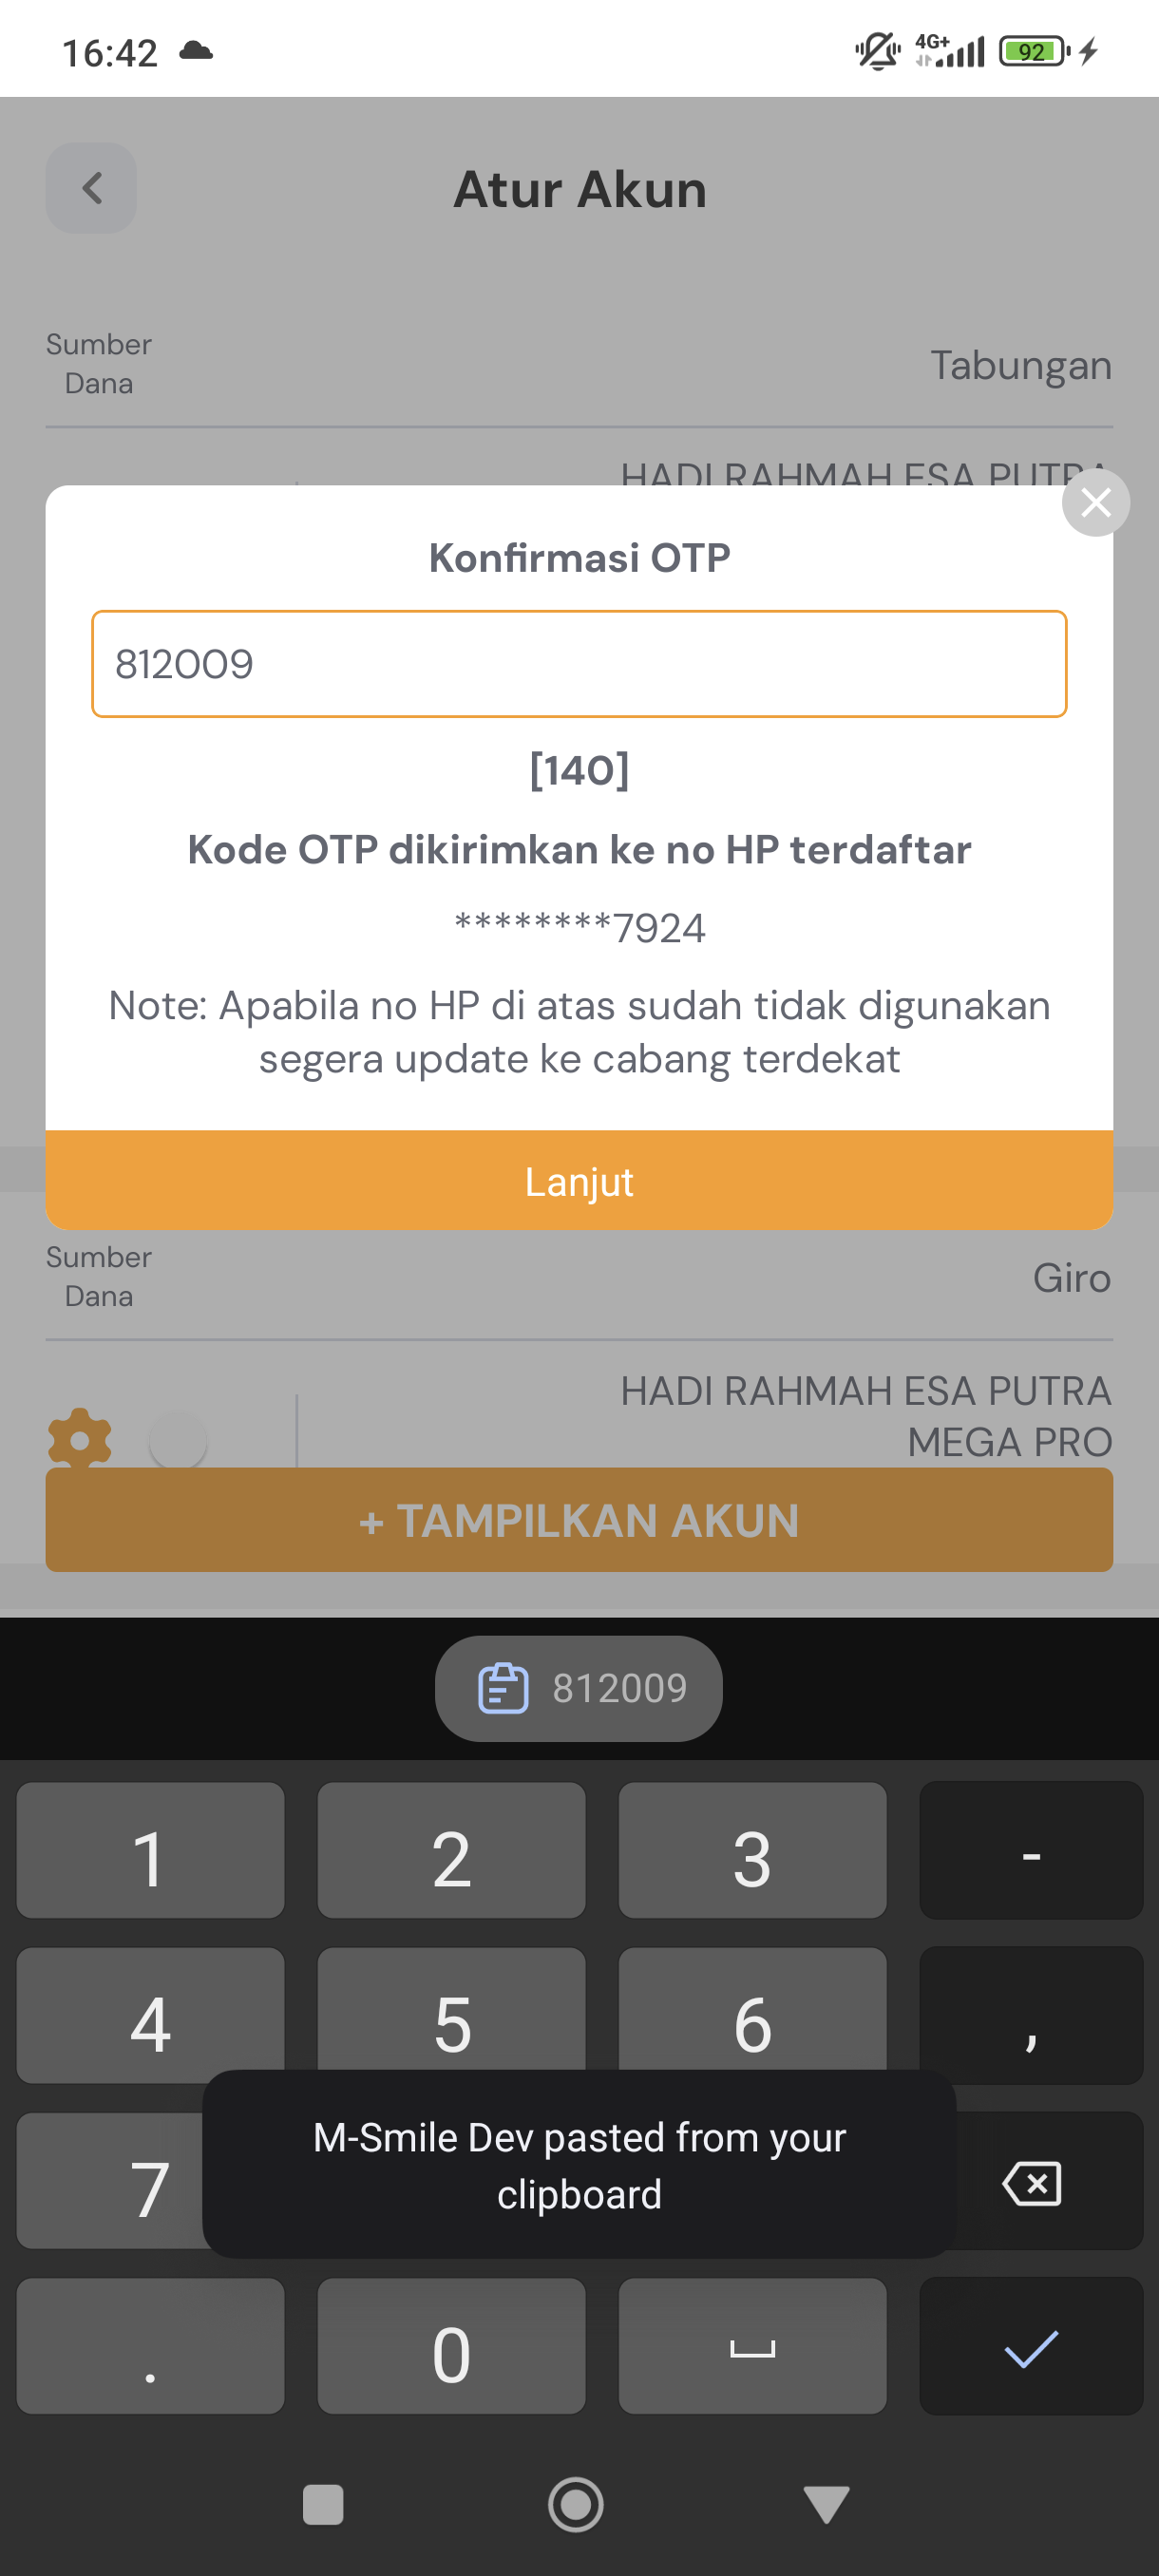 16:42
4G+
92
Atur Akun
Sumber
Dana
Tabungan
HADI RAHMAH ESA PUTRA
Konfirmasi OTP
812009
[140]
Kode OTP dikirimkan ke no HP terdaftar
********7924
Note: Apabila no HP di atas sudah tidak digunakan
segera update ke cabang terdekat
Lanjut
Sumber
Dana
Giro
HADI RAHMAH ESA PUTRA
MEGA PRO
+ TAMPILKAN AKUN
812009
1 2 3 -
4 5 6 ,
7
M-Smile Dev pasted from your
clipboard
. 0